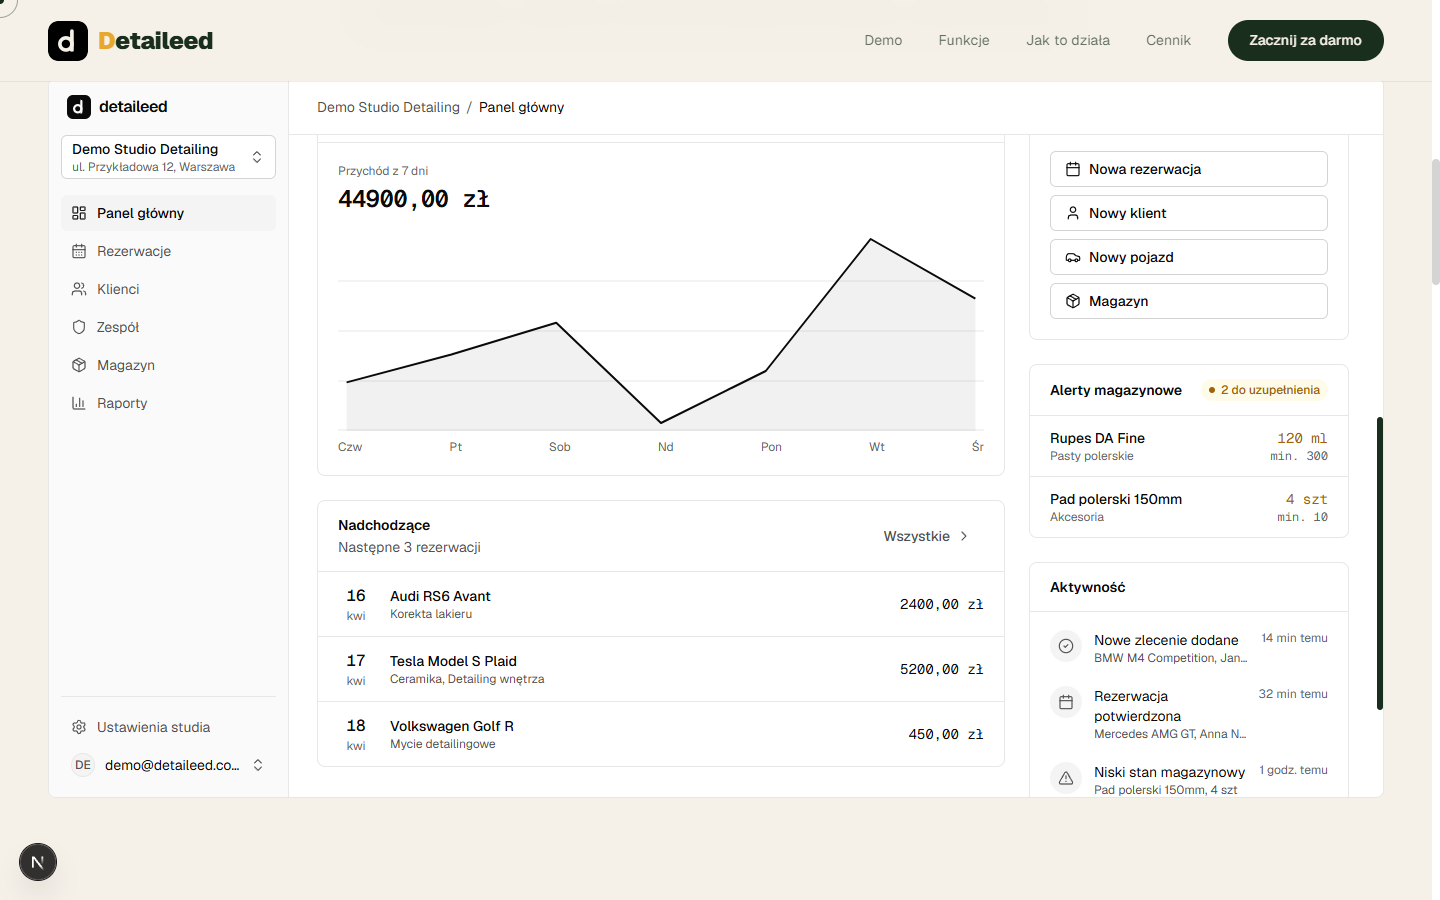 d Detaileed
Demo
Funkcje
Jak to działa
Cennik
Zacznij za darmo
d detaileed
Demo Studio Detailing
ul. Przykładowa 12, Warszawa
Panel główny
Rezerwacje
Klienci
Zespół
Magazyn
Raporty
Ustawienia studia
DE demo@detaileed.co...
Demo Studio Detailing / Panel główny
Przychód z 7 dni
44900,00 zł
Czw Pt Sob Nd Pon Wt Śr
Nadchodzące
Następne 3 rezerwacji
Wszystkie
16 kwi
Audi RS6 Avant
Korekta lakieru
2400,00 zł
17 kwi
Tesla Model S Plaid
Ceramika, Detailing wnętrza
5200,00 zł
18 kwi
Volkswagen Golf R
Mycie detailingowe
450,00 zł
Nowa rezerwacja
Nowy klient
Nowy pojazd
Magazyn
Alerty magazynowe
2 do uzupełnienia
Rupes DA Fine
120 ml
Pasty polerskie
min. 300
Pad polerski 150mm
4 szt
Akcesoria
min. 10
Aktywność
Nowe zlecenie dodane
14 min temu
BMW M4 Competition, Jan...
Rezerwacja
potwierdzona
32 min temu
Mercedes AMG GT, Anna N...
Niski stan magazynowy
1 godz. temu
Pad polerski 150mm, 4 szt
N